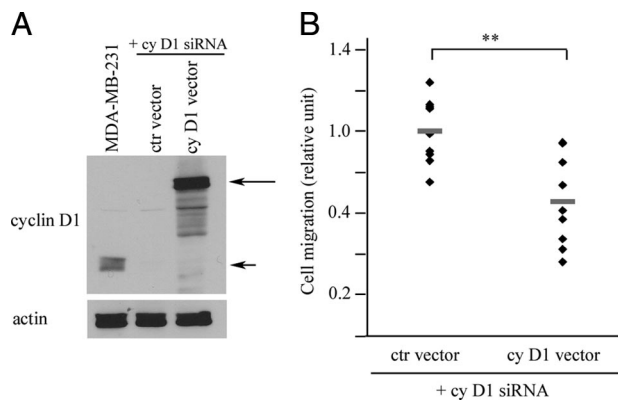 A
+ cy D1 siRNA
MDA-MB-231
ctr vector
cy D1 vector
cyclin D1
actin
B
**
Cell migration (relative unit)
1.4
1.0
0.4
0.2
ctr vector cy D1 vector
+ cy D1 siRNA